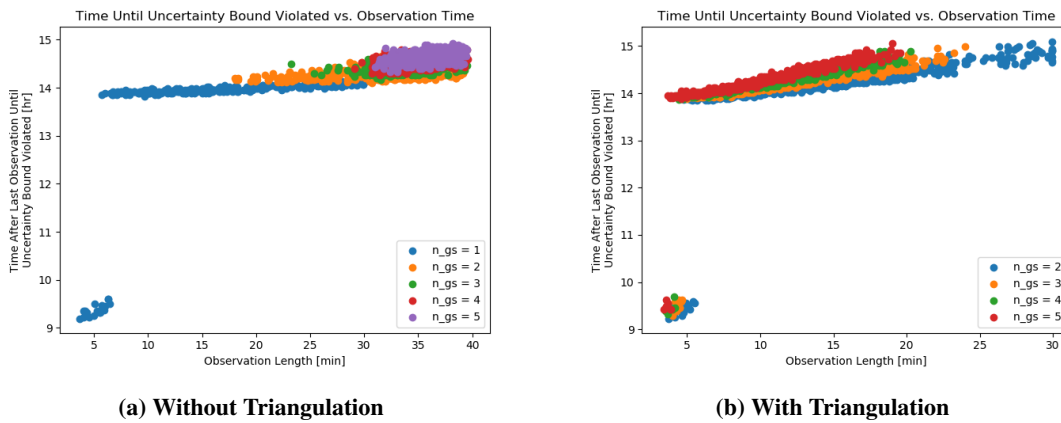 Time Until Uncertainty Bound Violated vs. Observation Time
Time After Last Observation Until
Uncertainty Bound Violated [hr]
15
14
13
12
11
10
9
n_gs = 1
n_gs = 2
n_gs = 3
n_gs = 4
n_gs = 5
5 10 15 20 25 30 35 40
Observation Length [min]
(a) Without Triangulation
Time Until Uncertainty Bound Violated vs. Observation Time
Time After Last Observation Until
Uncertainty Bound Violated [hr]
15
14
13
12
11
10
9
n_gs = 2
n_gs = 3
n_gs = 4
n_gs = 5
5 10 15 20 25 30
Observation Length [min]
(b) With Triangulation